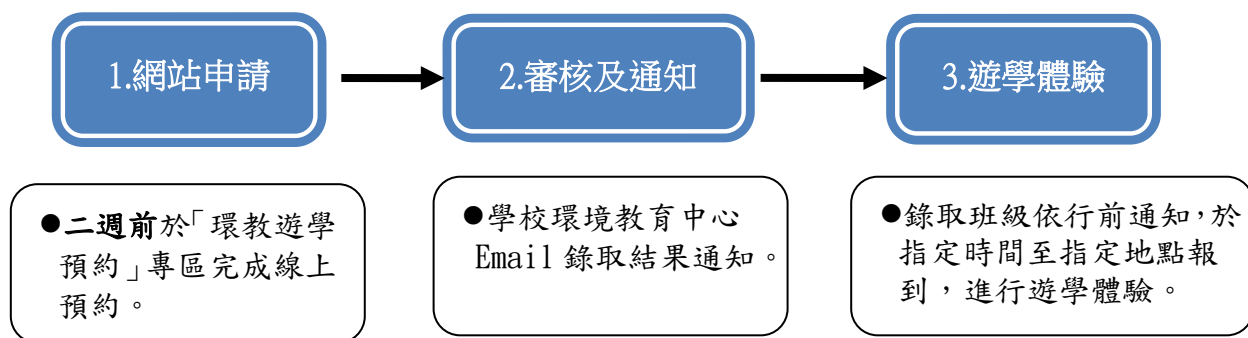 1.網站申請
2.審核及通知
3.遊學體驗
●二週前於「環教遊學
預約」專區完成線上
預約。
●學校環境教育中心
Email 錄取結果通知。
●錄取班級依行前通知，於
指定時間至指定地點報
到，進行遊學體驗。